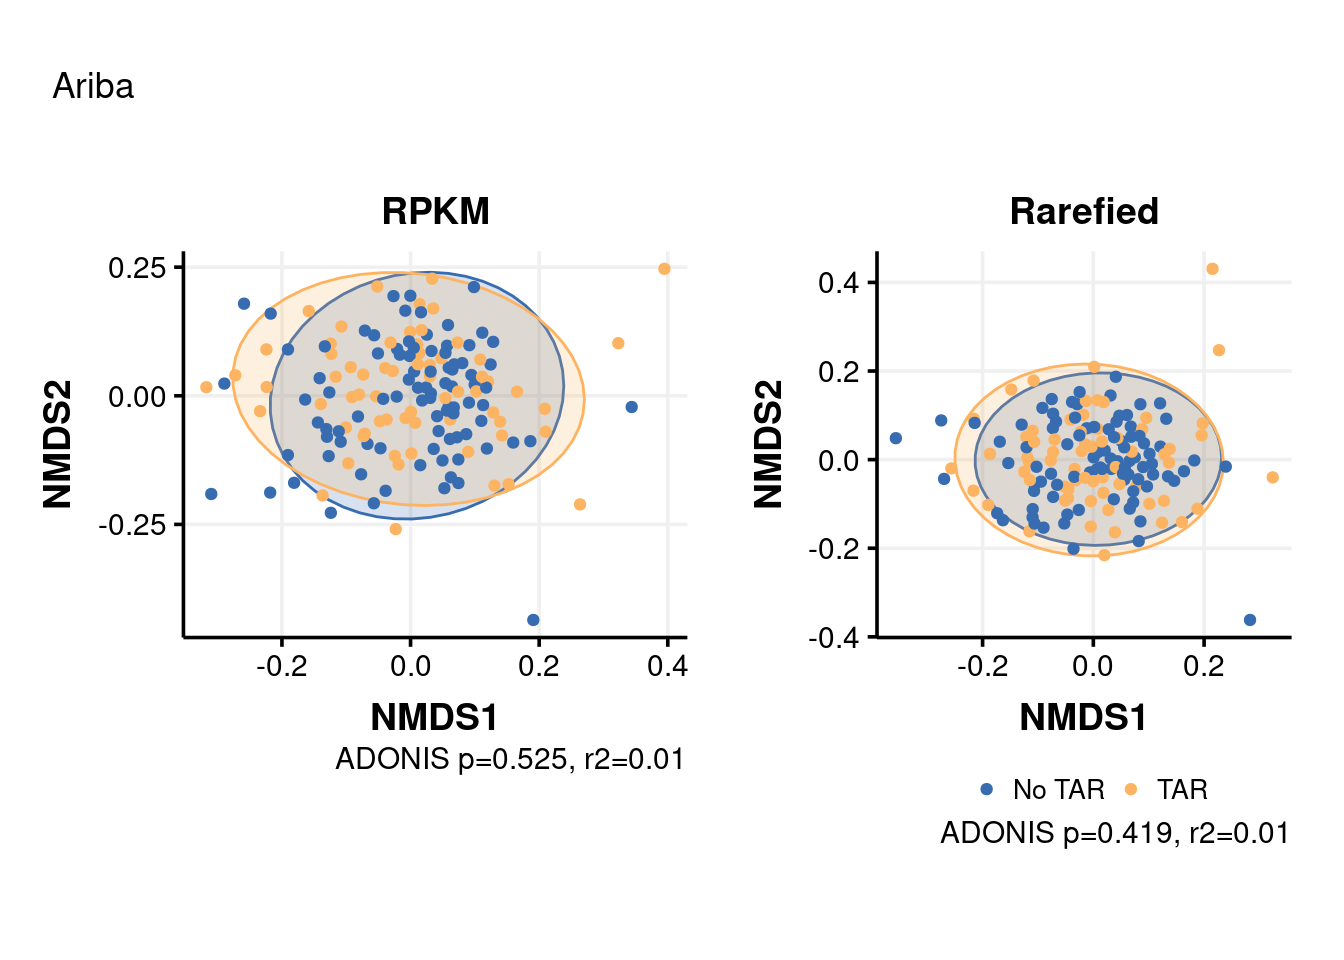 Ariba
RPKM
Rarefied
NMDS2
0.25
0.00
-0.25
-0.2
0.0
0.2
0.4
NMDS1
ADONIS p=0.525, r2=0.01
NMDS2
0.4
0.2
0.0
-0.2
-0.4
-0.2
0.0
0.2
NMDS1
No TAR
TAR
ADONIS p=0.419, r2=0.01